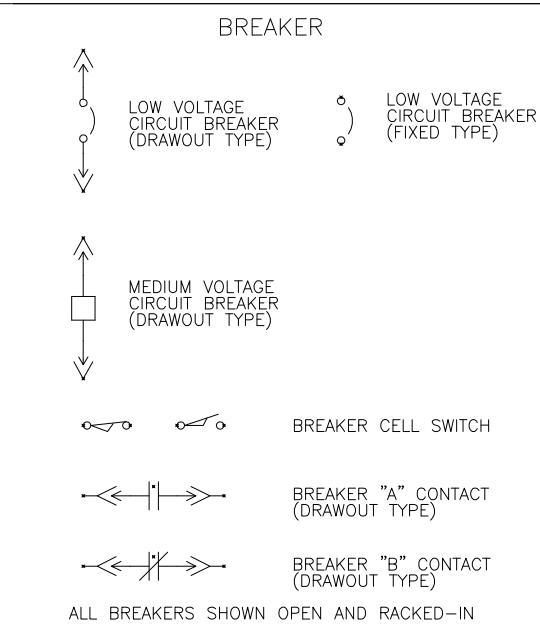 BREAKER
LOW VOLTAGE
CIRCUIT BREAKER
(DRAWOUT TYPE)
LOW VOLTAGE
CIRCUIT BREAKER
(FIXED TYPE)
MEDIUM VOLTAGE
CIRCUIT BREAKER
(DRAWOUT TYPE)
BREAKER CELL SWITCH
BREAKER "A" CONTACT
(DRAWOUT TYPE)
BREAKER "B" CONTACT
(DRAWOUT TYPE)
ALL BREAKERS SHOWN OPEN AND RACKED-IN